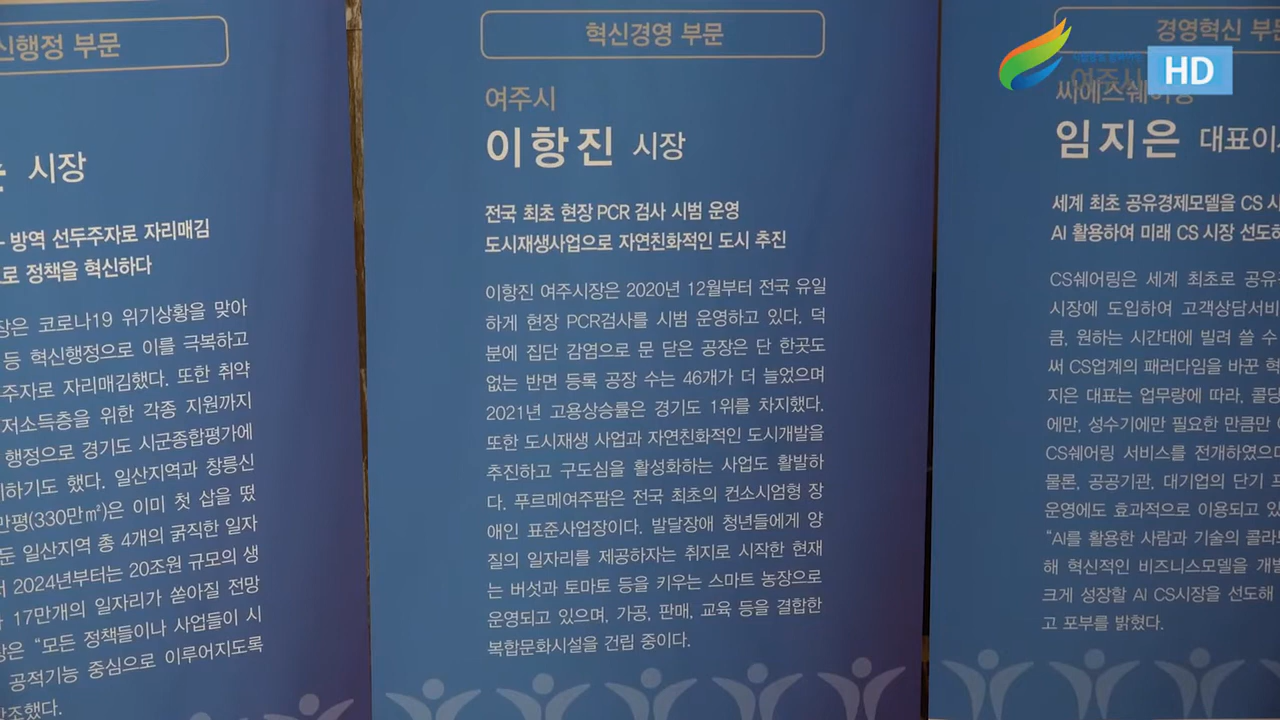 신행정 부문
시장
방역 선두주자로 자리매김
로 정책을 혁신하다
장은 코로나19 위기상황을 맞아
등 혁신행정으로 이를 극복하고
주자로 자리매김했다. 또한 취약
저소득층을 위한 각종 지원까지
행정으로 경기도 시군종합평가에
하기도 했다. 일산지역과 창릉신
만평(330만㎡)은 이미 첫 삽을 떴
둔 일산지역 총 4개의 굵직한 일자
서 2024년부터는 20조원 규모의 생
17만개의 일자리가 쏟아질 전망
장은 “모든 정책들이나 사업들이 시
공적기능 중심으로 이루어지도록
강조했다.
혁신경영 부문
여주시
이항진 시장
전국 최초 현장 PCR 검사 시범 운영
도시재생사업으로 자연친화적인 도시 추진
이항진 여주시장은 2020년 12월부터 전국 유일
하게 현장 PCR검사를 시범 운영하고 있다. 덕
분에 집단 감염으로 문 닫은 공장은 단 한곳도
없는 반면 등록 공장 수는 46개가 더 늘었으며
2021년 고용상승률은 경기도 1위를 차지했다.
또한 도시재생 사업과 자연친화적인 도시개발을
추진하고 구도심을 활성화하는 사업도 활발하
다. 푸르메여주팜은 전국 최초의 컨소시엄형 장
애인 표준사업장이다. 발달장애 청년들에게 양
질의 일자리를 제공하자는 취지로 시작한 현재
는 버섯과 토마토 등을 키우는 스마트 농장으로
운영되고 있으며, 가공, 판매, 교육 등을 결합한
복합문화시설을 건립 중이다.
경영혁신 부문
여주시
HD
씨에스쉐어링
임지은 대표이사
세계 최초 공유경제모델을 CS 시
AI 활용하여 미래 CS 시장 선도하
CS쉐어링은 세계 최초로 공유
시장에 도입하여 고객상담서비
큼, 원하는 시간대에 빌려 쓸 수
써 CS업계의 패러다임을 바꾼 혁
지은 대표는 업무량에 따라, 콜당
에만, 성수기에만 필요한 만큼만
CS쉐어링 서비스를 전개하였으며
물론, 공공기관, 대기업의 단기 프
운영에도 효과적으로 이용되고 있
“AI를 활용한 사람과 기술의 콜라보
해 혁신적인 비즈니스모델을 개발
크게 성장할 AI CS시장을 선도해
고 포부를 밝혔다.